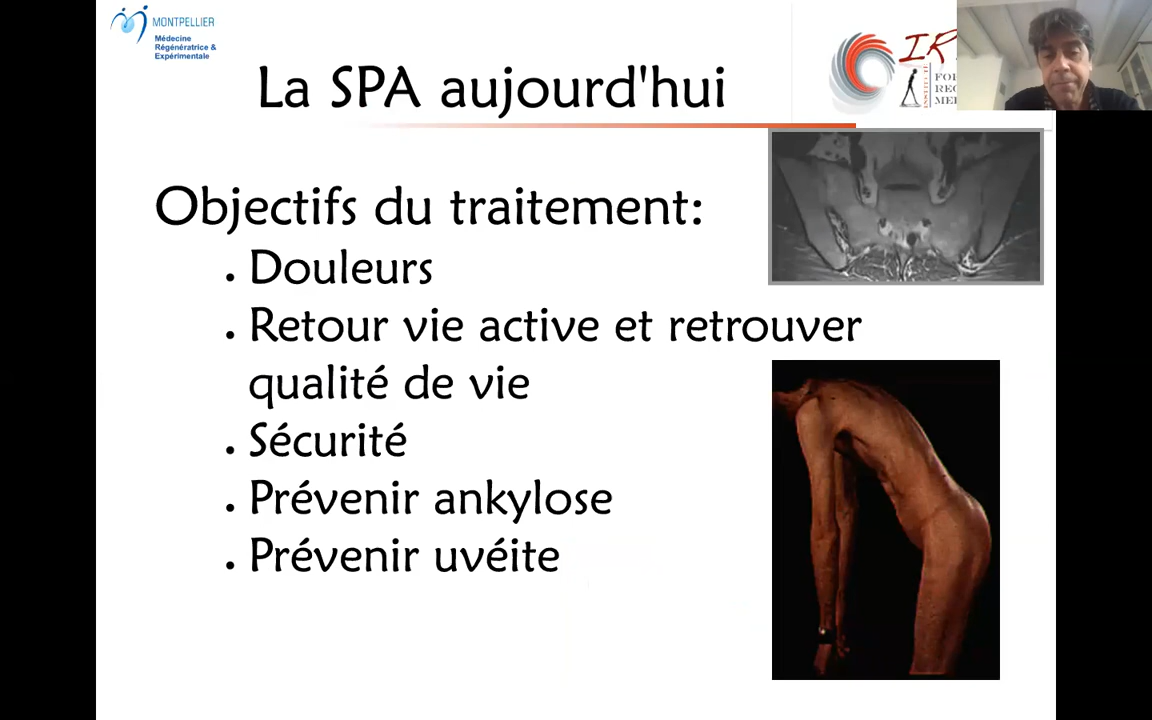 MONTPELLIER
Médecine
Régénératrice &
Expérimentale
La SPA aujourd'hui
INSTITUTE
Objectifs du traitement:
• Douleurs
• Retour vie active et retrouver
qualité de vie
• Sécurité
• Prévenir ankylose
• Prévenir uvéite